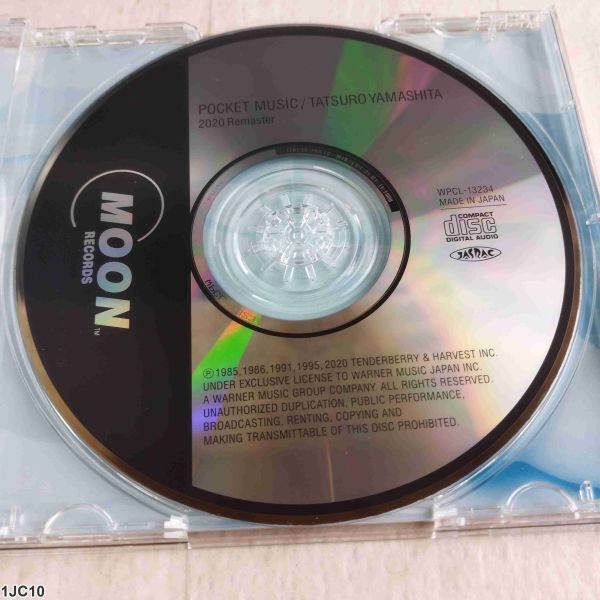 POCKET MUSIC / TATSURO YAMASHITA
2020 Remaster
MOON
RECORDS
TM
WPCL-13234
MADE IN JAPAN
COMPACT
disc
DIGITAL AUDIO
JASRAC
Ⓟ 1985, 1986, 1991, 1995, 2020 TENDERBERRY & HARVEST INC.
UNDER EXCLUSIVE LICENSE TO WARNER MUSIC JAPAN INC.
A WARNER MUSIC GROUP COMPANY. ALL RIGHTS RESERVED.
UNAUTHORIZED DUPLICATION, PUBLIC PERFORMANCE,
BROADCASTING, RENTING, COPYING AND
MAKING TRANSMITTABLE OF THIS DISC PROHIBITED.
1JC10